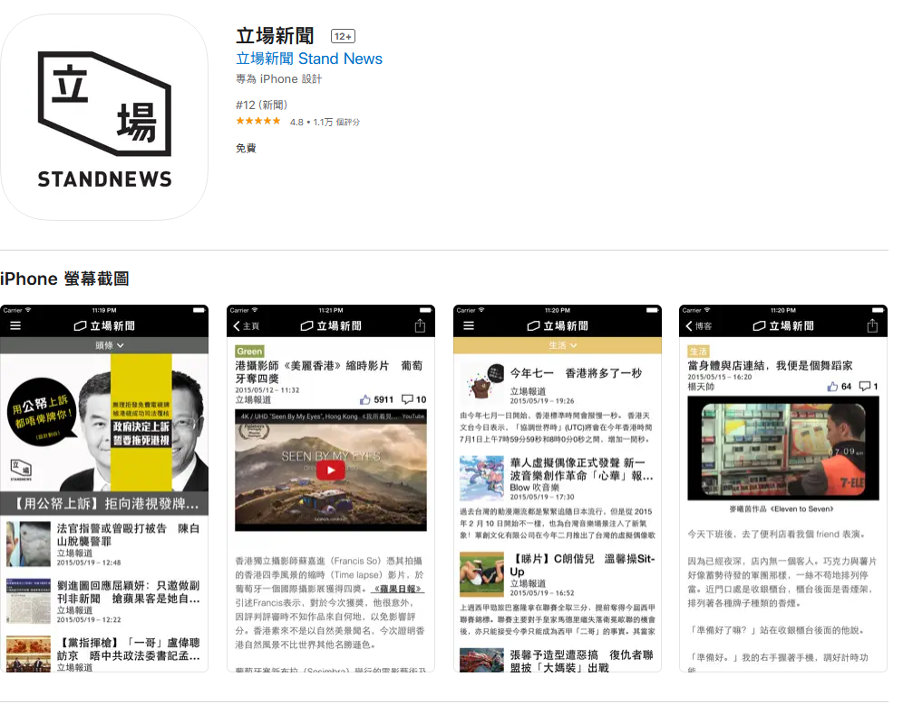 立
場
STANDNEWS
立場新聞 12+
立場新聞 Stand News
專為 iPhone 設計
#12 (新聞)
★★★★★ 4.8 • 1.1万 個評分
免費
iPhone 螢幕截圖
Carrier 11:19 PM
立場新聞
頭條
用公帑上訴
都唔俾牌你！
政府決定上訴
誓要拖死港視
【用公帑上訴】拒向港視發牌...
法官指警或曾毆打被告 陳白
山脫襲警罪
立場報道
2015/05/19 – 12:48
劉進圖回應屈穎妍：只邀做副
刊非新聞 搶蘋果客是她自...
立場報道
2015/05/19 – 12:22
【黨指揮槍】「一哥」盧偉聰
訪京 晤中共政法委書記孟...
立場報道
Carrier 11:21 PM
主頁 立場新聞
Green
港攝影師《美麗香港》縮時影片 葡萄
牙奪四獎
2015/05/12 – 11:32
立場報道 5911 10
4K / UHD 'Seen By My Eyes', Hong Kong 《我所看見... YouTube
SEEN BY MY EYES
香港獨立攝影師蘇嘉進（Francis So）憑其拍攝
的香港四季風景的縮時（Time lapse）影片，於
葡萄牙一個國際攝影展獲得四獎。《蘋果日報》
引述Francis表示，對於今次獲獎，他很意外，
因評判評審時不知作品來自何地，以免影響評
分。香港素來不是以自然美景聞名，今次證明香
港自然風景不比世界其他名勝遜色。
葡萄牙塞新布拉（Sesimbra）舉行的電影藝術及
Carrier 11:20 PM
立場新聞
生活
今年七一 香港將多了一秒
立場報道
2015/05/19 – 19:26
由今年七月一日開始，香港標準時間會撥慢一秒。 香港天
文台今日表示，「協調世界時」(UTC)將會在今年香港時間
7月1日上午7時59分59秒和8時0分0秒之間，增加一閏秒。
華人虛擬偶像正式發聲 新一
波音樂創作革命「心華」報...
Blow 吹音樂
2015/05/19 – 17:30
過去台灣的動漫潮流都是緊緊追隨日本流行，但是從 2015
年 2 月 10 日開始不一樣，也為台灣音樂場景注入了新氣
象！華創文化有限公司在今年二月推出了台灣的虛擬偶像歌
【睇片】C朗偕兒 溫馨操Sit-
Up
立場報道
2015/05/19 – 16:52
上週西甲勁旅巴塞隆拿在聯賽全取三分，提前奪得今屆西甲
聯賽錦標。聯賽主要對手皇家馬德里繼失落衛冕歐聯的機會
後，亦只能接受今季只能成為西甲「二哥」的事實。其當家
張馨予造型遭惡搞 復仇者聯
盟披「大媽裝」出戰
Carrier 11:20 PM
博客 立場新聞
生活
當身體與店連結，我便是個舞蹈家
2015/05/15 – 16:20
楊天帥 64 1
07:09
7-ELE
麥曦茵作品《Eleven to Seven》
今天下班後，去了便利店看我個 friend 表演。
因為已經夜深，店內無一個客人。巧克力與薯片
好像蓄勢待發的軍團那樣，一絲不苟地排列停
當。近門口處是收銀櫃台，櫃台後面是香煙架，
排列著各種牌子種類的香煙。
「準備好了嘛？」站在收銀櫃台後面的他說。
「準備好。」我的右手握著手機，調好計時功
能。